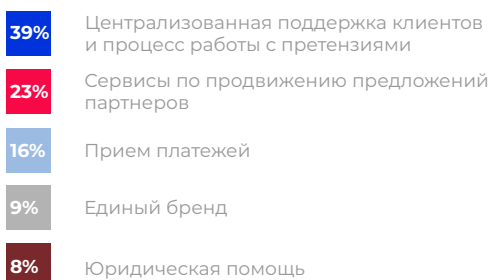 39% Централизованная поддержка клиентов
и процесс работы с претензиями
23% Сервисы по продвижению предложений
партнеров
16% Прием платежей
9% Единый бренд
8% Юридическая помощь